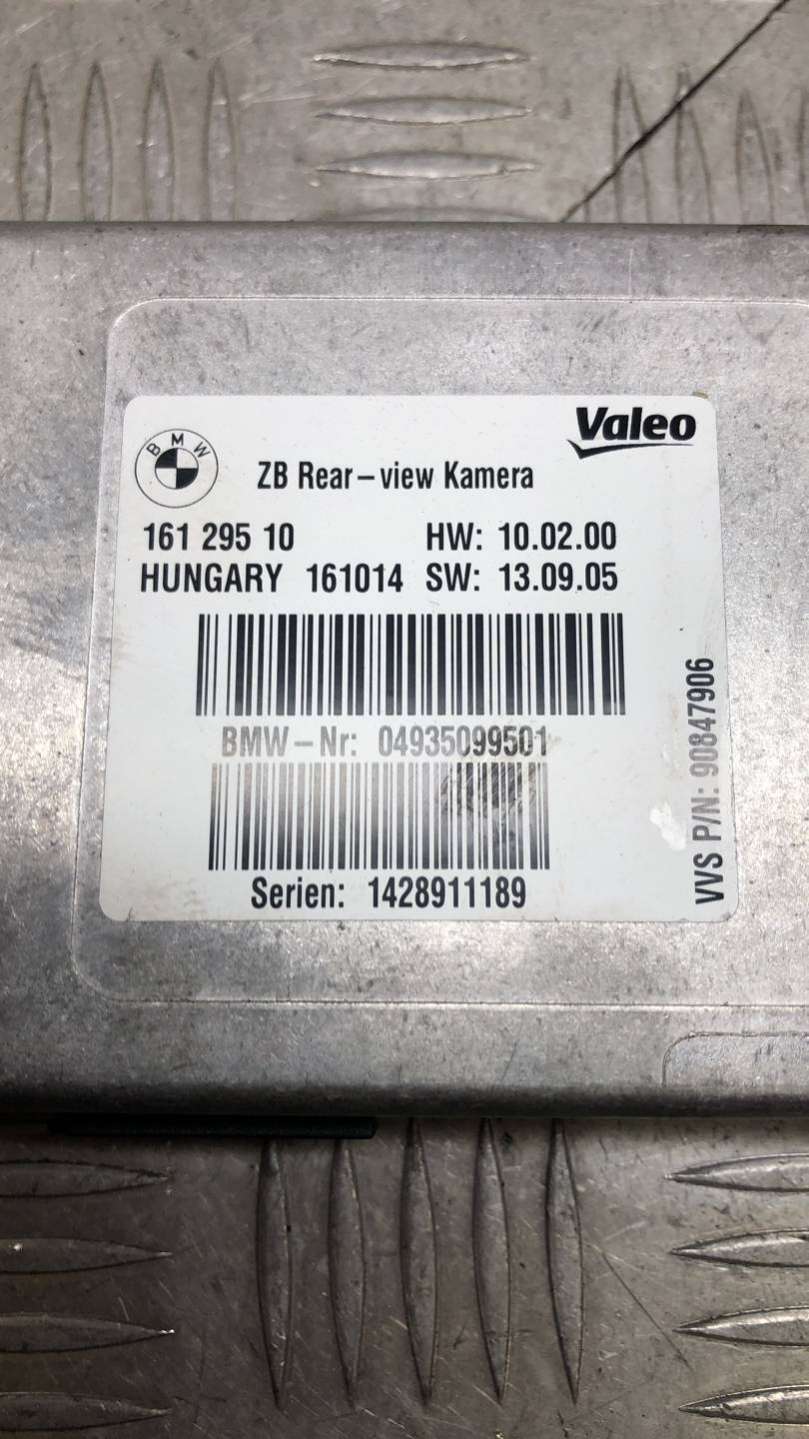 BMW
Valeo
ZB Rear-view Kamera
161 295 10 HW: 10.02.00
HUNGARY 161014 SW: 13.09.05
BMW-Nr: 04935099501
Serien: 1428911189
VVS P/N: 90847906